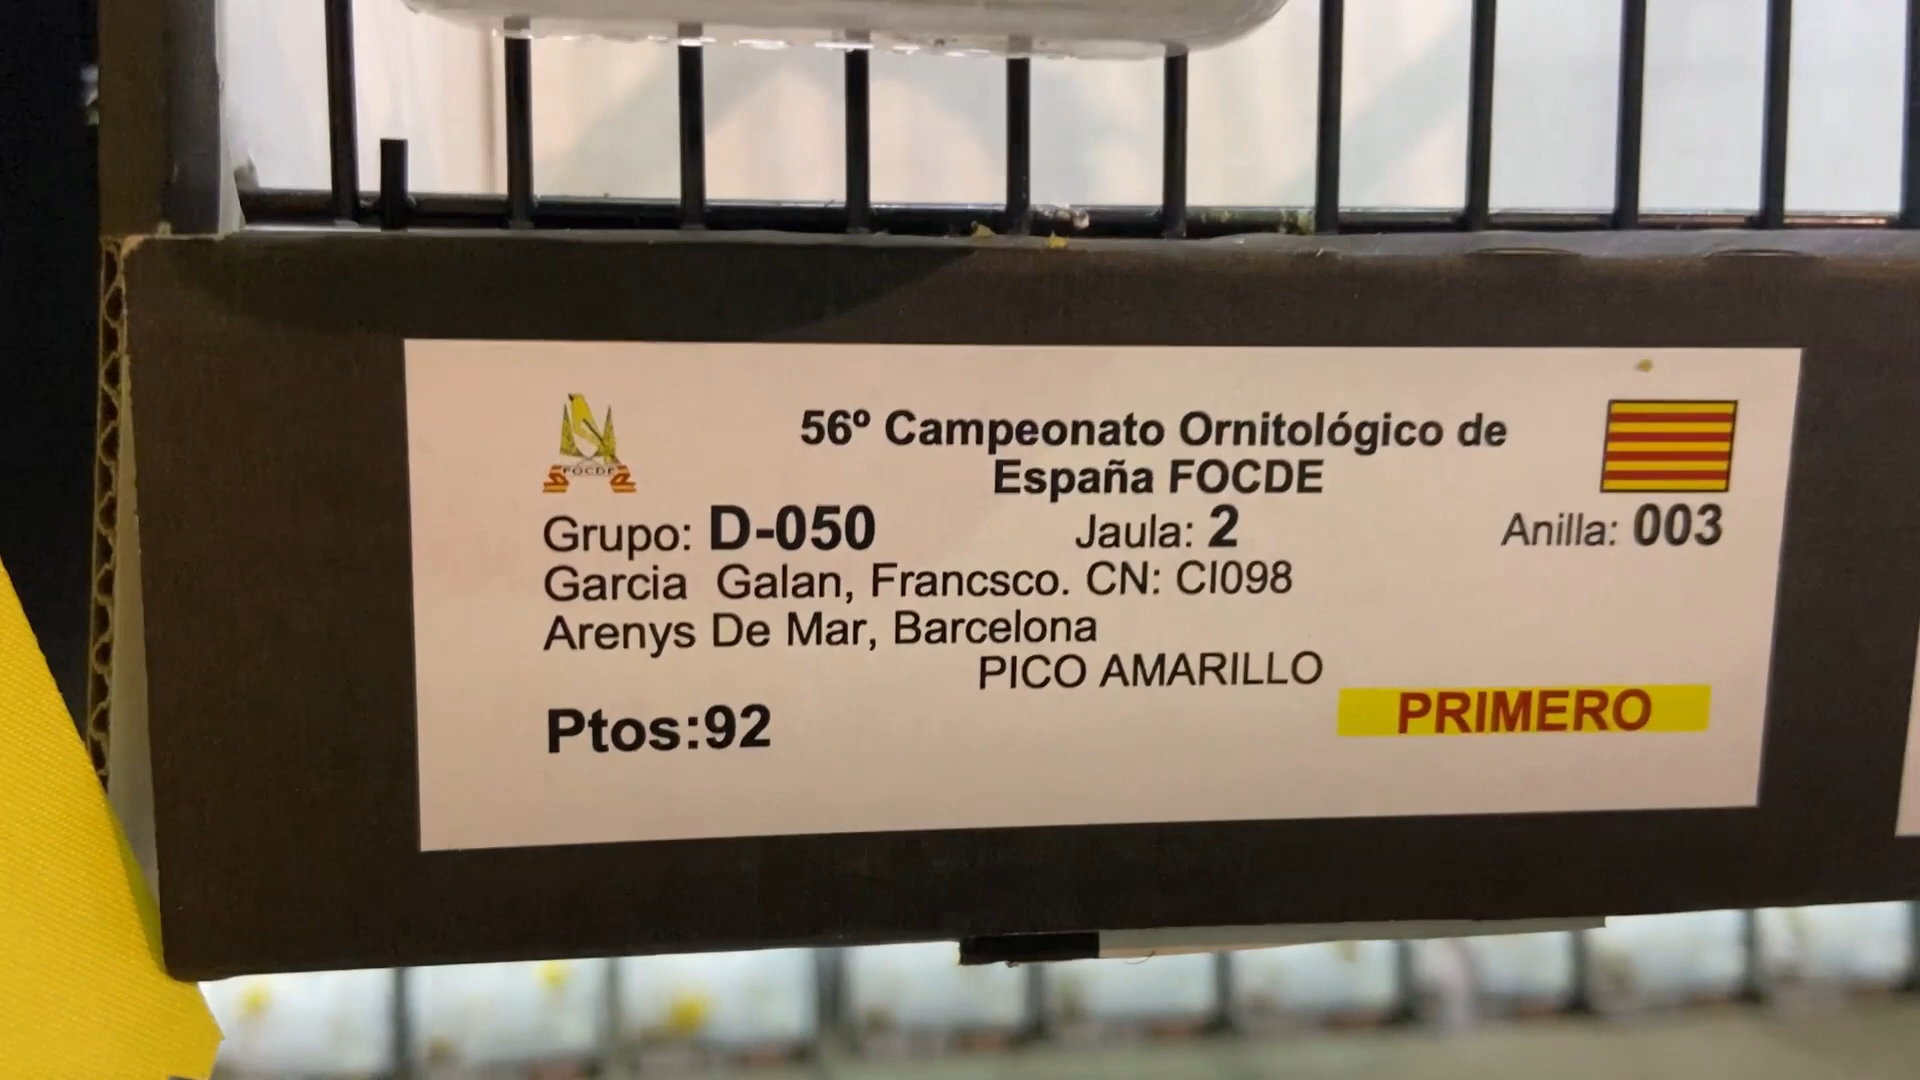 FOCDE
56º Campeonato Ornitológico de
España FOCDE
Grupo: D-050 Jaula: 2 Anilla: 003
Garcia Galan, Francsco. CN: CI098
Arenys De Mar, Barcelona
PICO AMARILLO
Ptos:92 PRIMERO